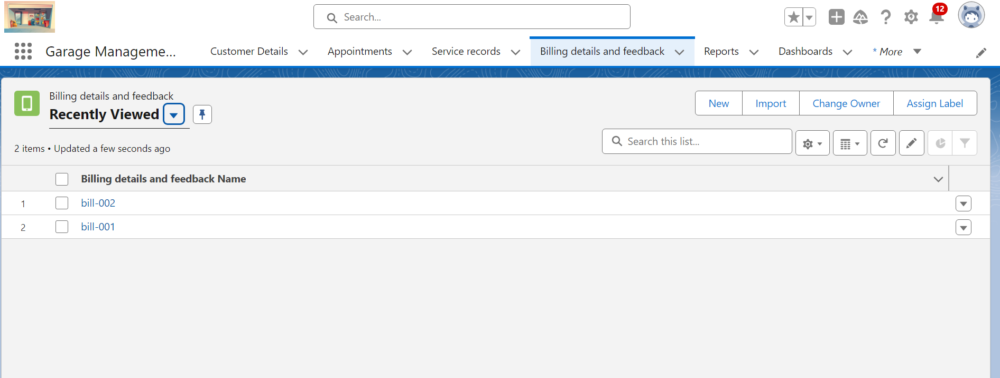 Search...
12
Garage Manageme...
Customer Details
Appointments
Service records
Billing details and feedback
Reports
Dashboards
* More
Billing details and feedback
Recently Viewed
New
Import
Change Owner
Assign Label
2 items • Updated a few seconds ago
Search this list...
Billing details and feedback Name
1 bill-002
2 bill-001